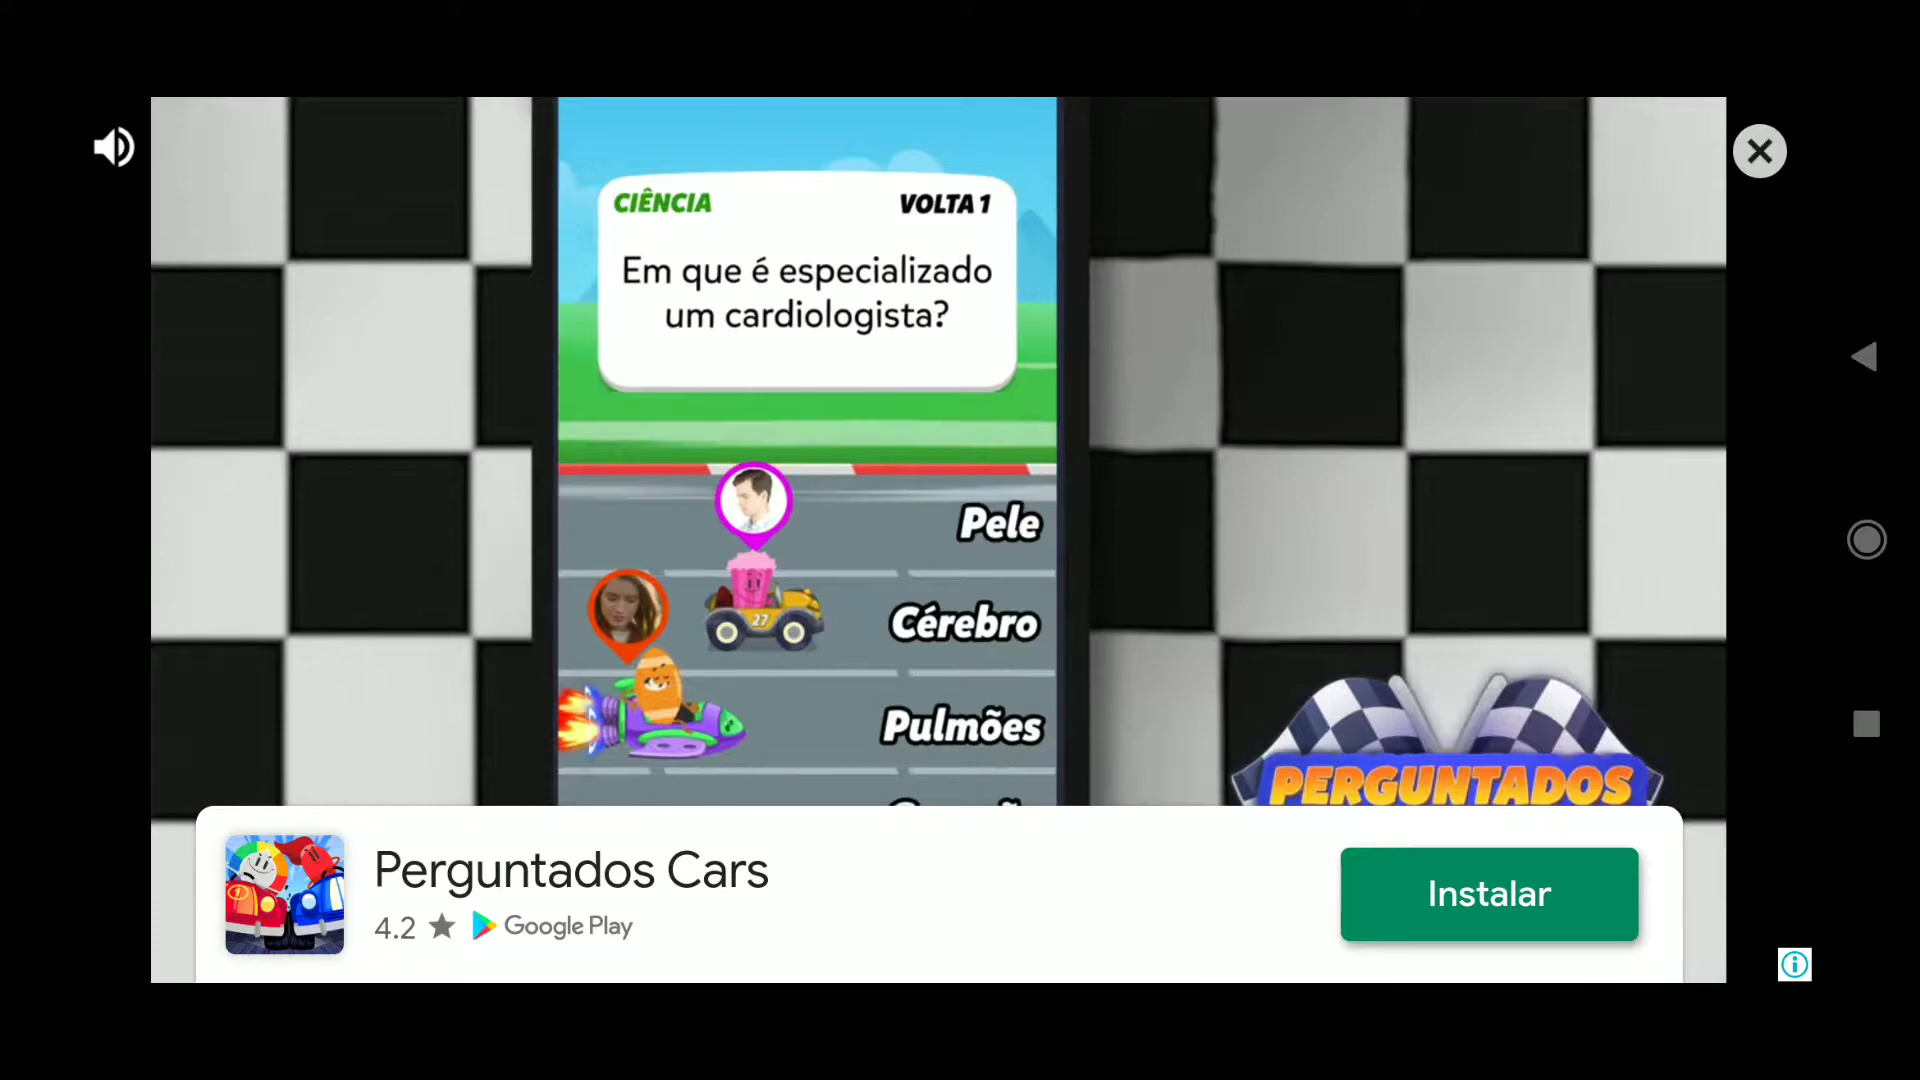 CIÊNCIA VOLTA 1
Em que é especializado
um cardiologista?
Pele
27
Cérebro
Pulmões
PERGUNTADOS
Perguntados Cars
4.2 ★ Google Play
Instalar